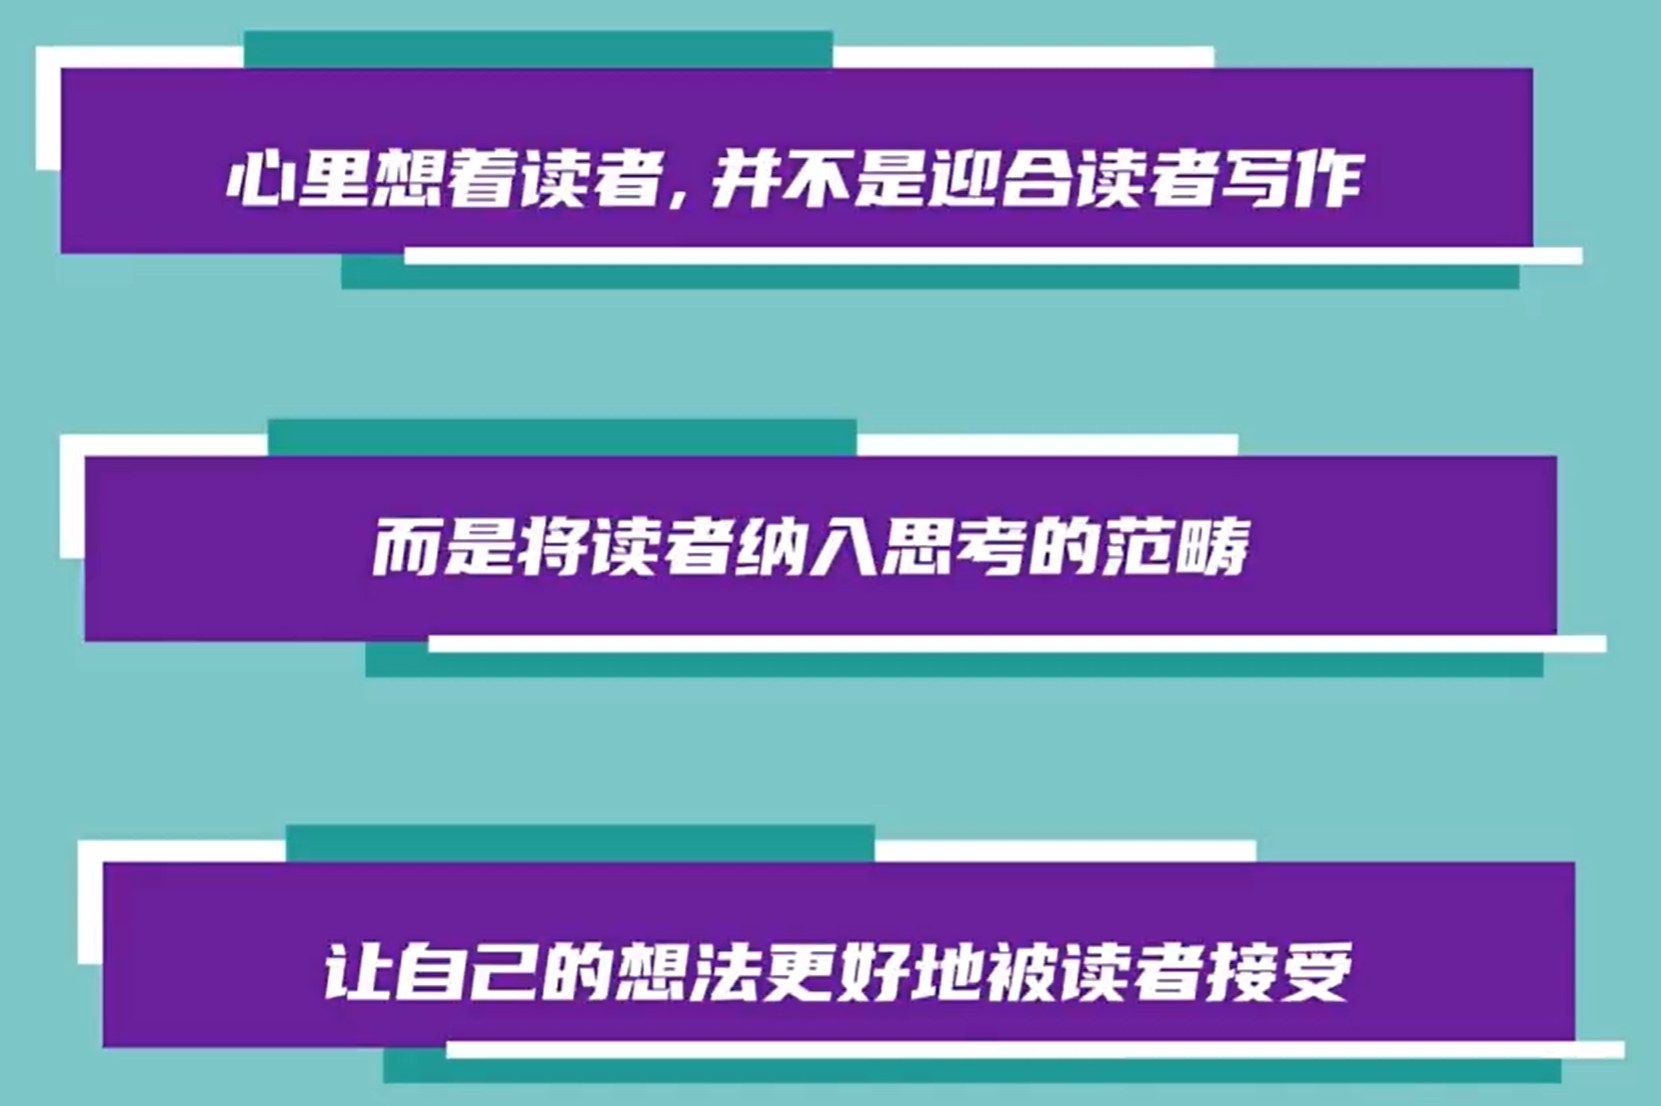 心里想着读者,并不是迎合读者写作
而是将读者纳入思考的范畴
让自己的想法更好地被读者接受